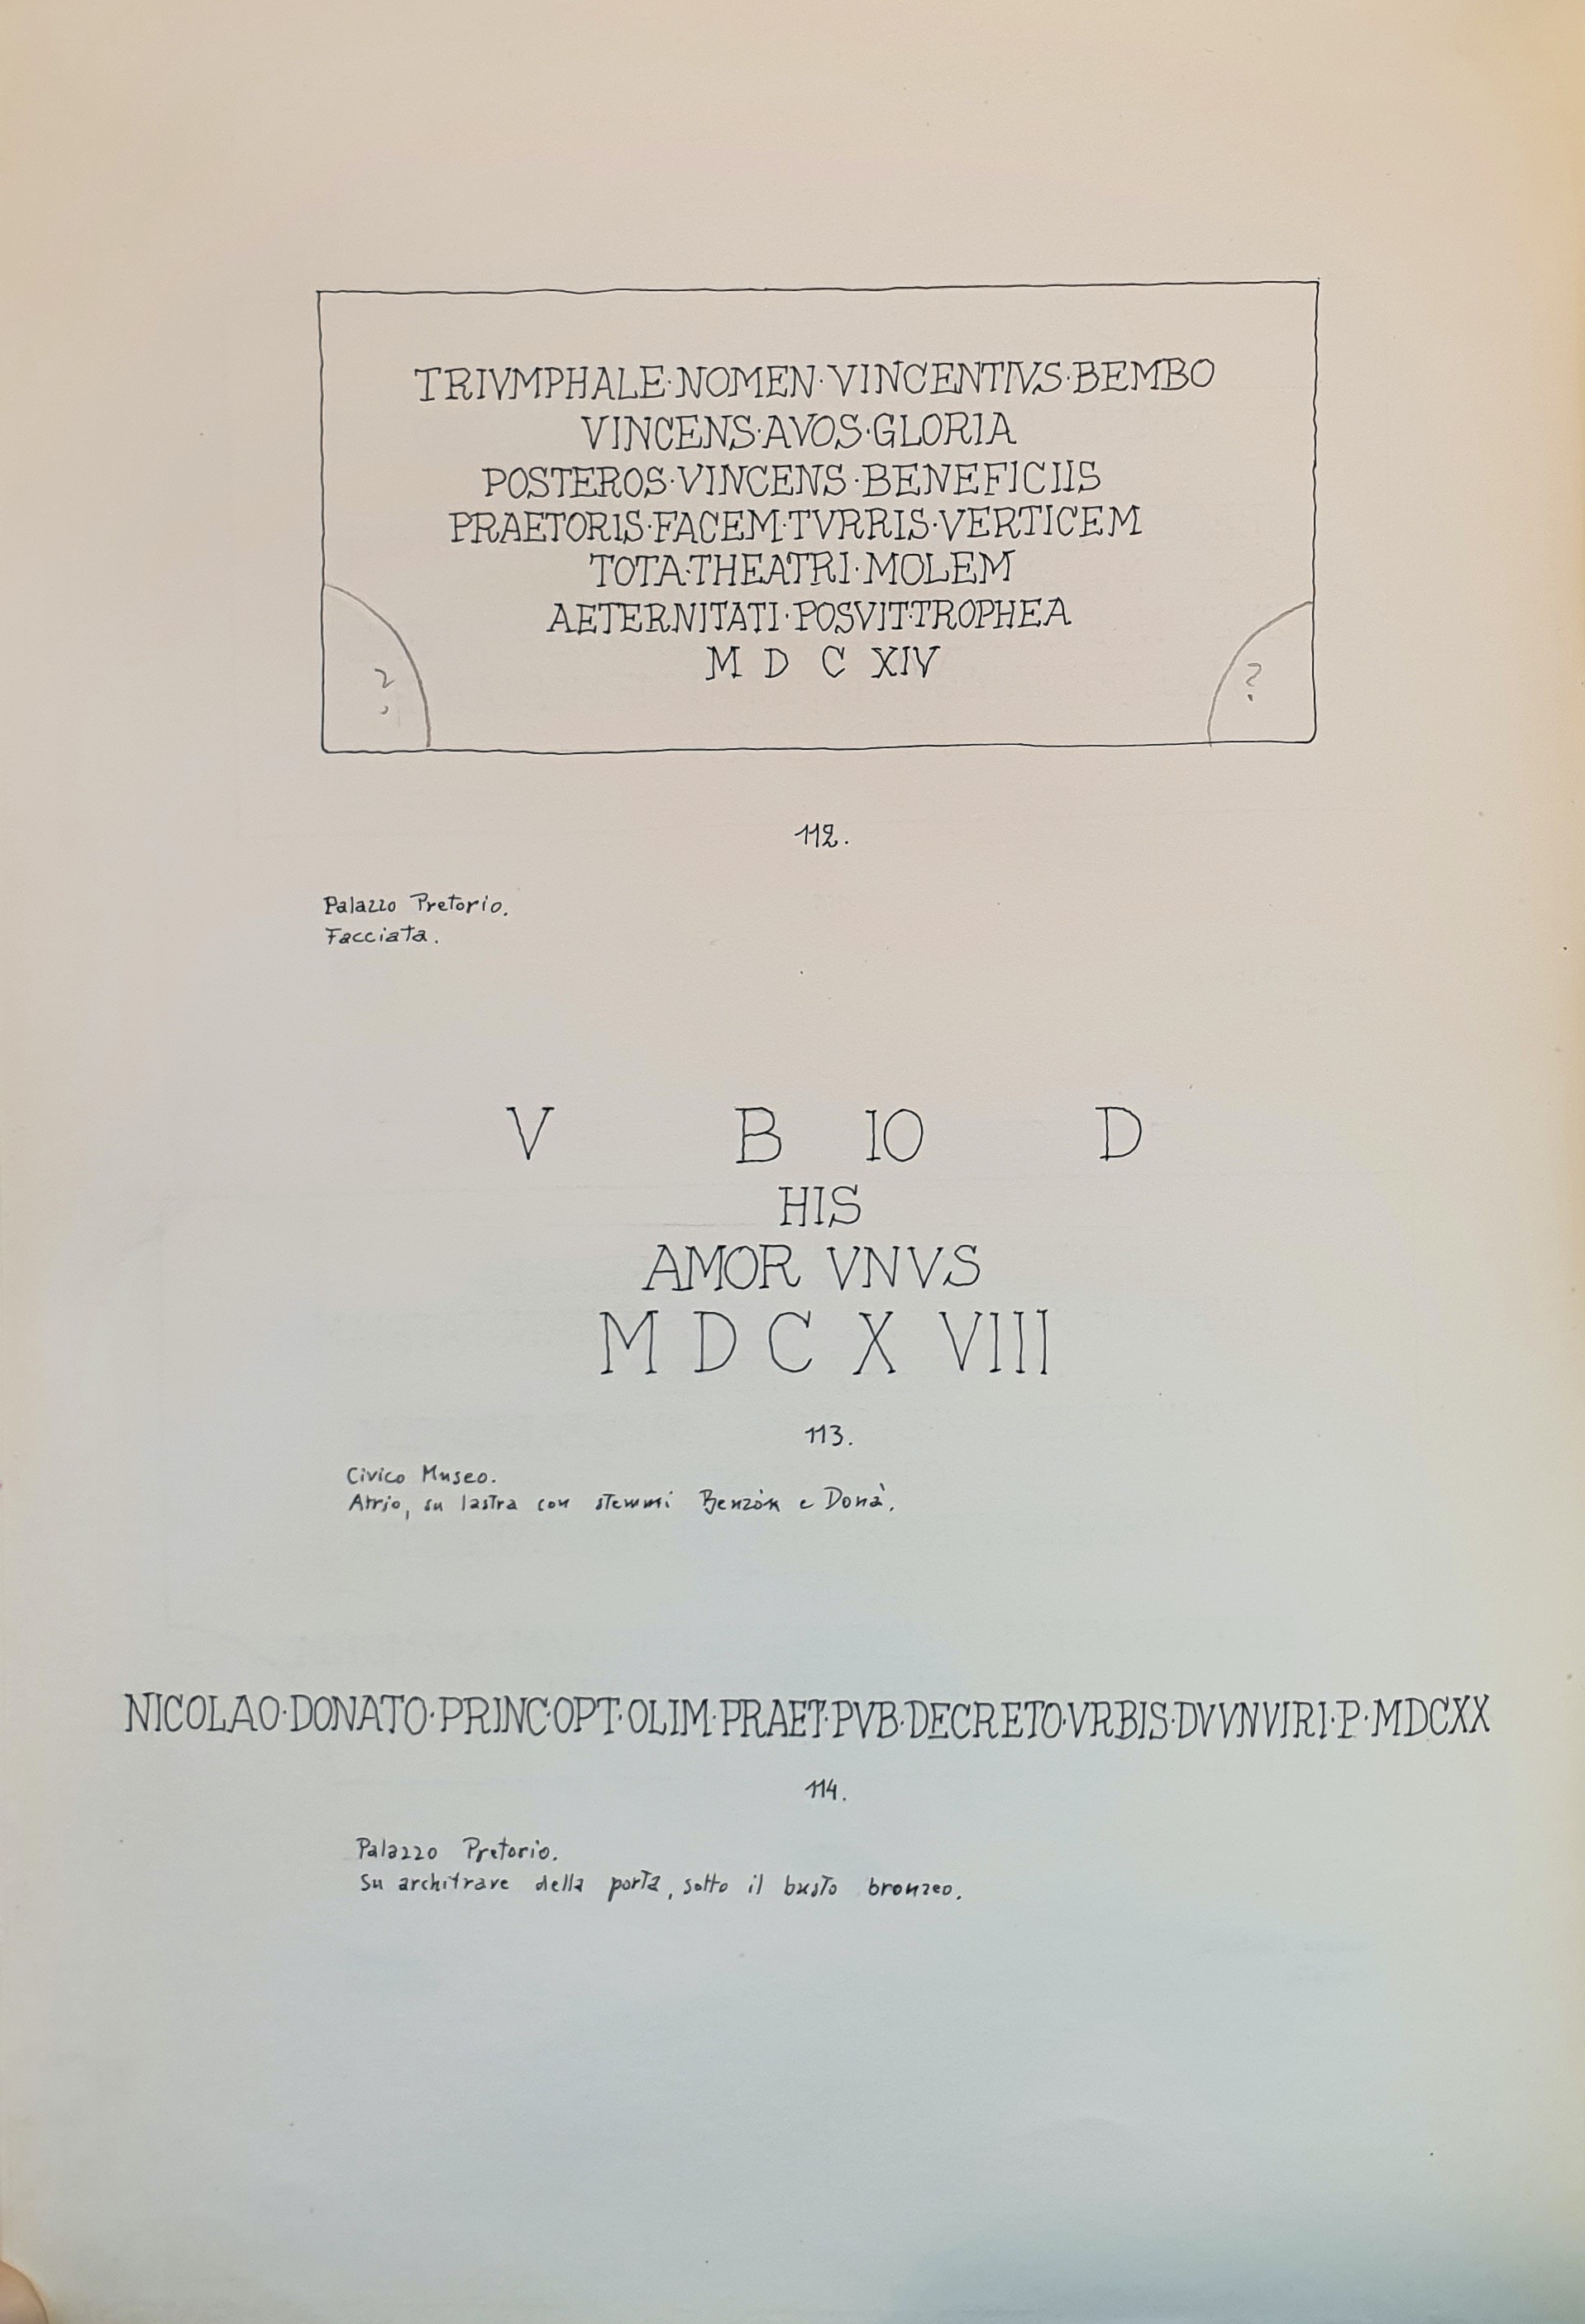 TRIVMPHALE·NOMEN·VINCENTIVS·BEMBO
VINCENS·AVOS·GLORIA
POSTEROS·VINCENS·BENEFICIIS
PRAETORIS·FACEM·TVRRIS·VERTICEM
TOTA·THEATRI·MOLEM
AETERNITATI·POSVIT·TROPHEA
M D C XIV
? ?
112.
Palazzo Pretorio.
Facciata.
V B IO D
HIS
AMOR VNVS
M D C X VIII
113.
Civico Museo.
Atrio, su lastra con stemmi Benzòn e Donà.
NICOLAO·DONATO·PRINC·OPT·OLIM·PRAET·PVB·DECRETO·VRBIS·DVVNVIRI·P·MDCXX
114.
Palazzo Pretorio.
Su architrave della porta, sotto il busto bronzeo.